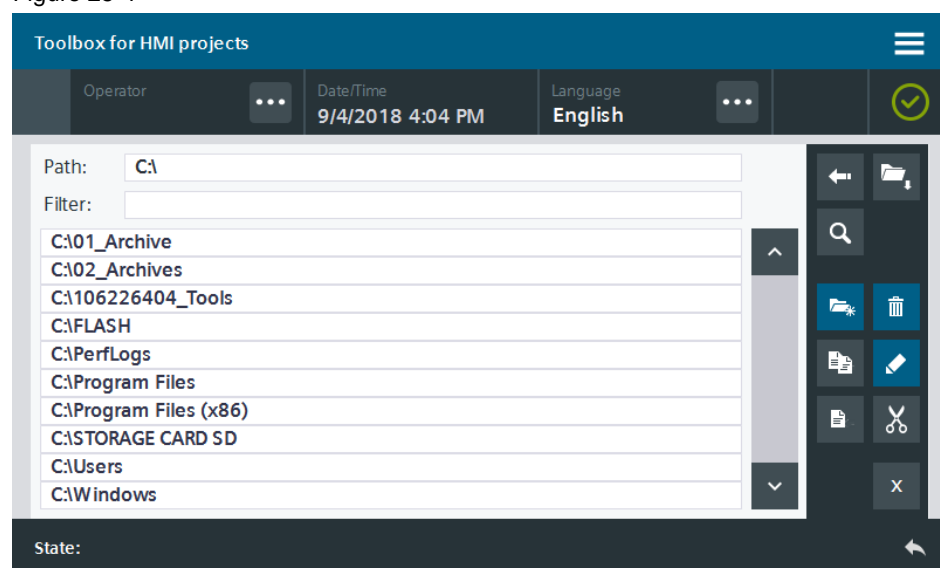 Toolbox for HMI projects
Operator
Date/Time
Language
9/4/2018 4:04 PM
English
Path: C:\
Filter:
C:\01_Archive
C:\02_Archives
C:\106226404_Tools
C:\FLASH
C:\PerfLogs
C:\Program Files
C:\Program Files (x86)
C:\STORAGE CARD SD
C:\Users
C:\Windows
X
State: